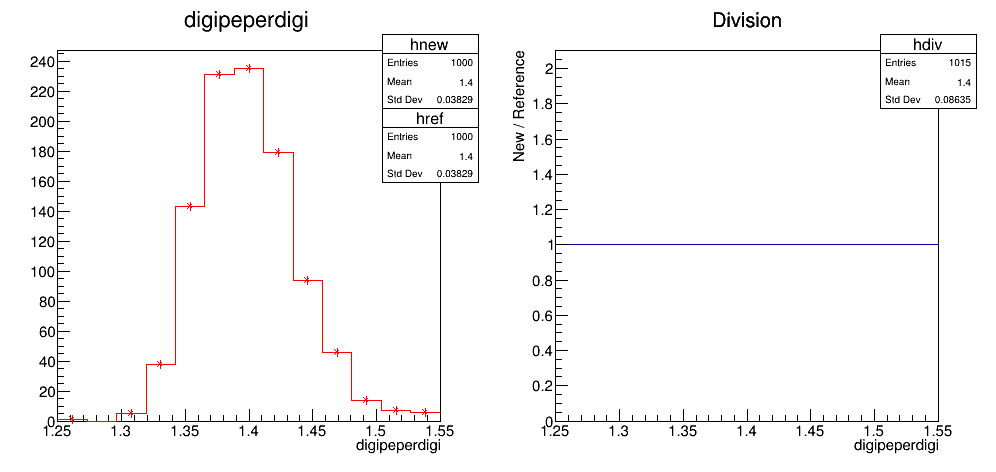 digipeperdigi
hnew
Entries 1000
Mean 1.4
Std Dev 0.03829
href
Entries 1000
Mean 1.4
Std Dev 0.03829
240
220
200
180
160
140
120
100
80
60
40
20
0
1.25 1.3 1.35 1.4 1.45 1.5 1.55
digipeperdigi
Division
hdiv
Entries 1015
Mean 1.4
Std Dev 0.08635
New / Reference
2
1.8
1.6
1.4
1.2
1
0.8
0.6
0.4
0.2
0
1.25 1.3 1.35 1.4 1.45 1.5 1.55
digipeperdigi